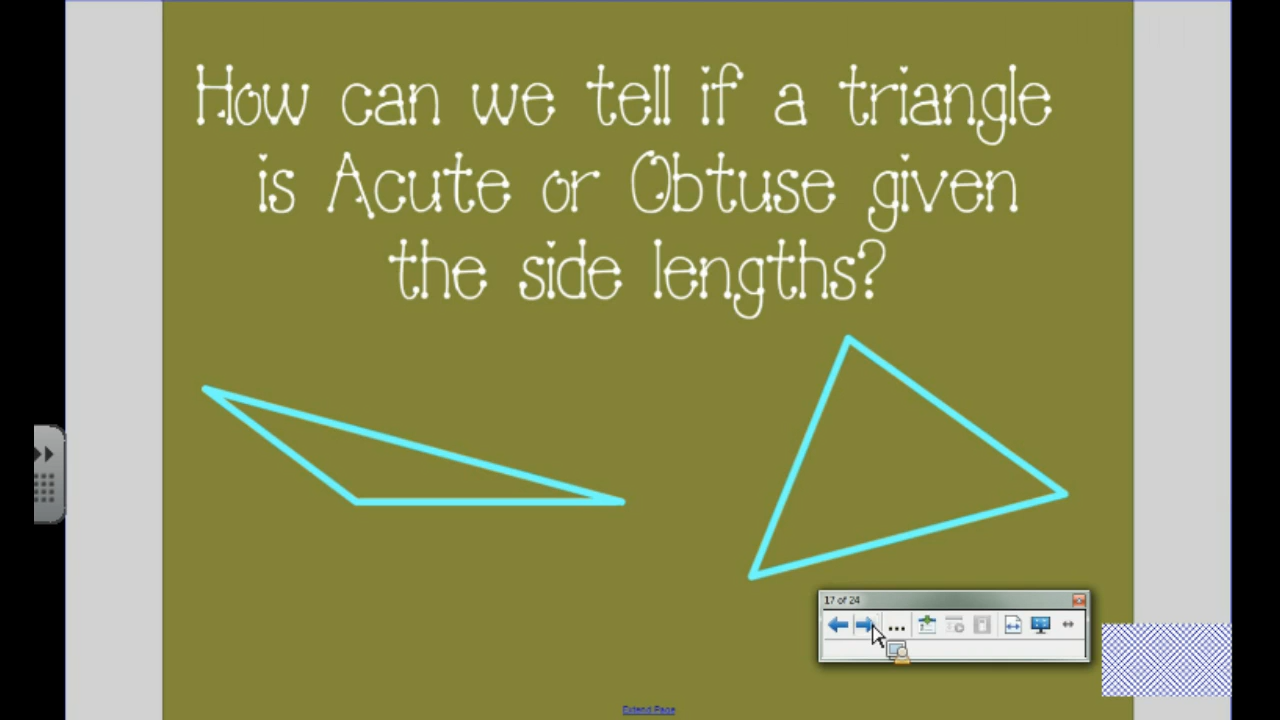 How can we tell if a triangle
is Acute or Obtuse given
the side lengths?
17 of 24
Extend Page